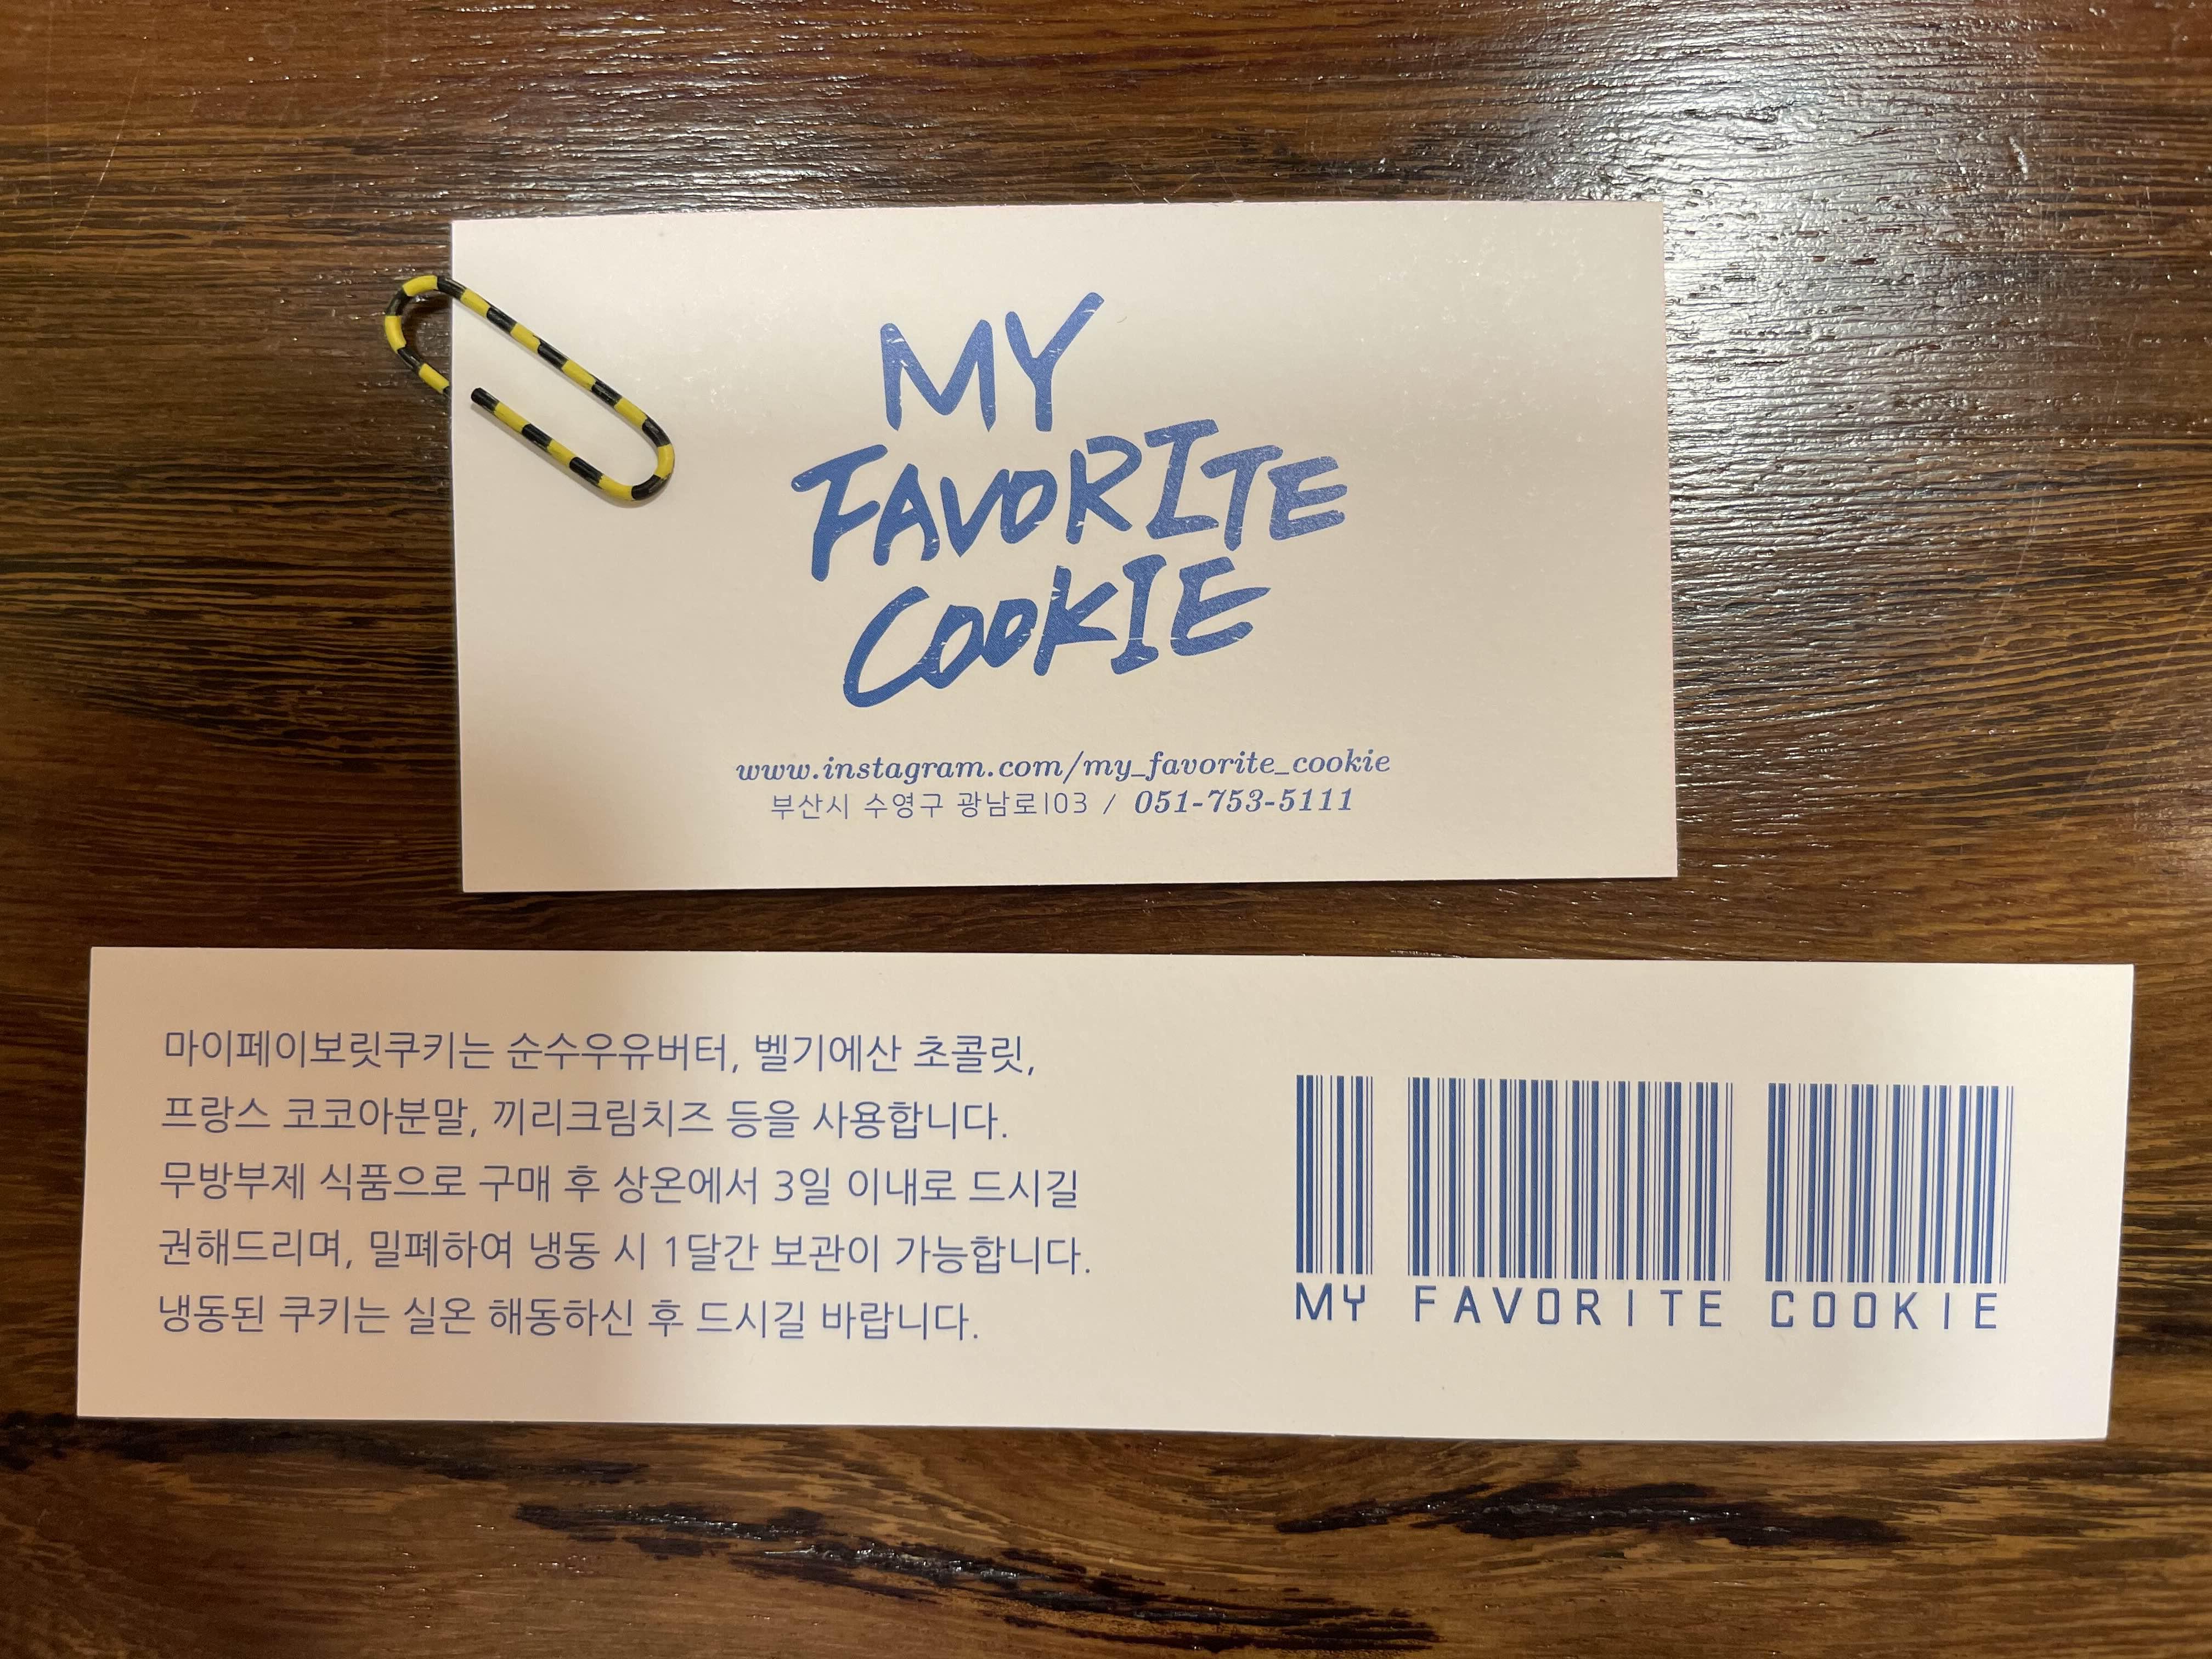 MY
FAVORITE
COOKIE
www.instagram.com/my_favorite_cookie
부산시 수영구 광남로103 / 051-753-5111
마이페이보릿쿠키는 순수우유버터, 벨기에산 초콜릿,
프랑스 코코아분말, 끼리크림치즈 등을 사용합니다.
무방부제 식품으로 구매 후 상온에서 3일 이내로 드시길
권해드리며, 밀폐하여 냉동 시 1달간 보관이 가능합니다.
냉동된 쿠키는 실온 해동하신 후 드시길 바랍니다.
MY FAVORITE COOKIE